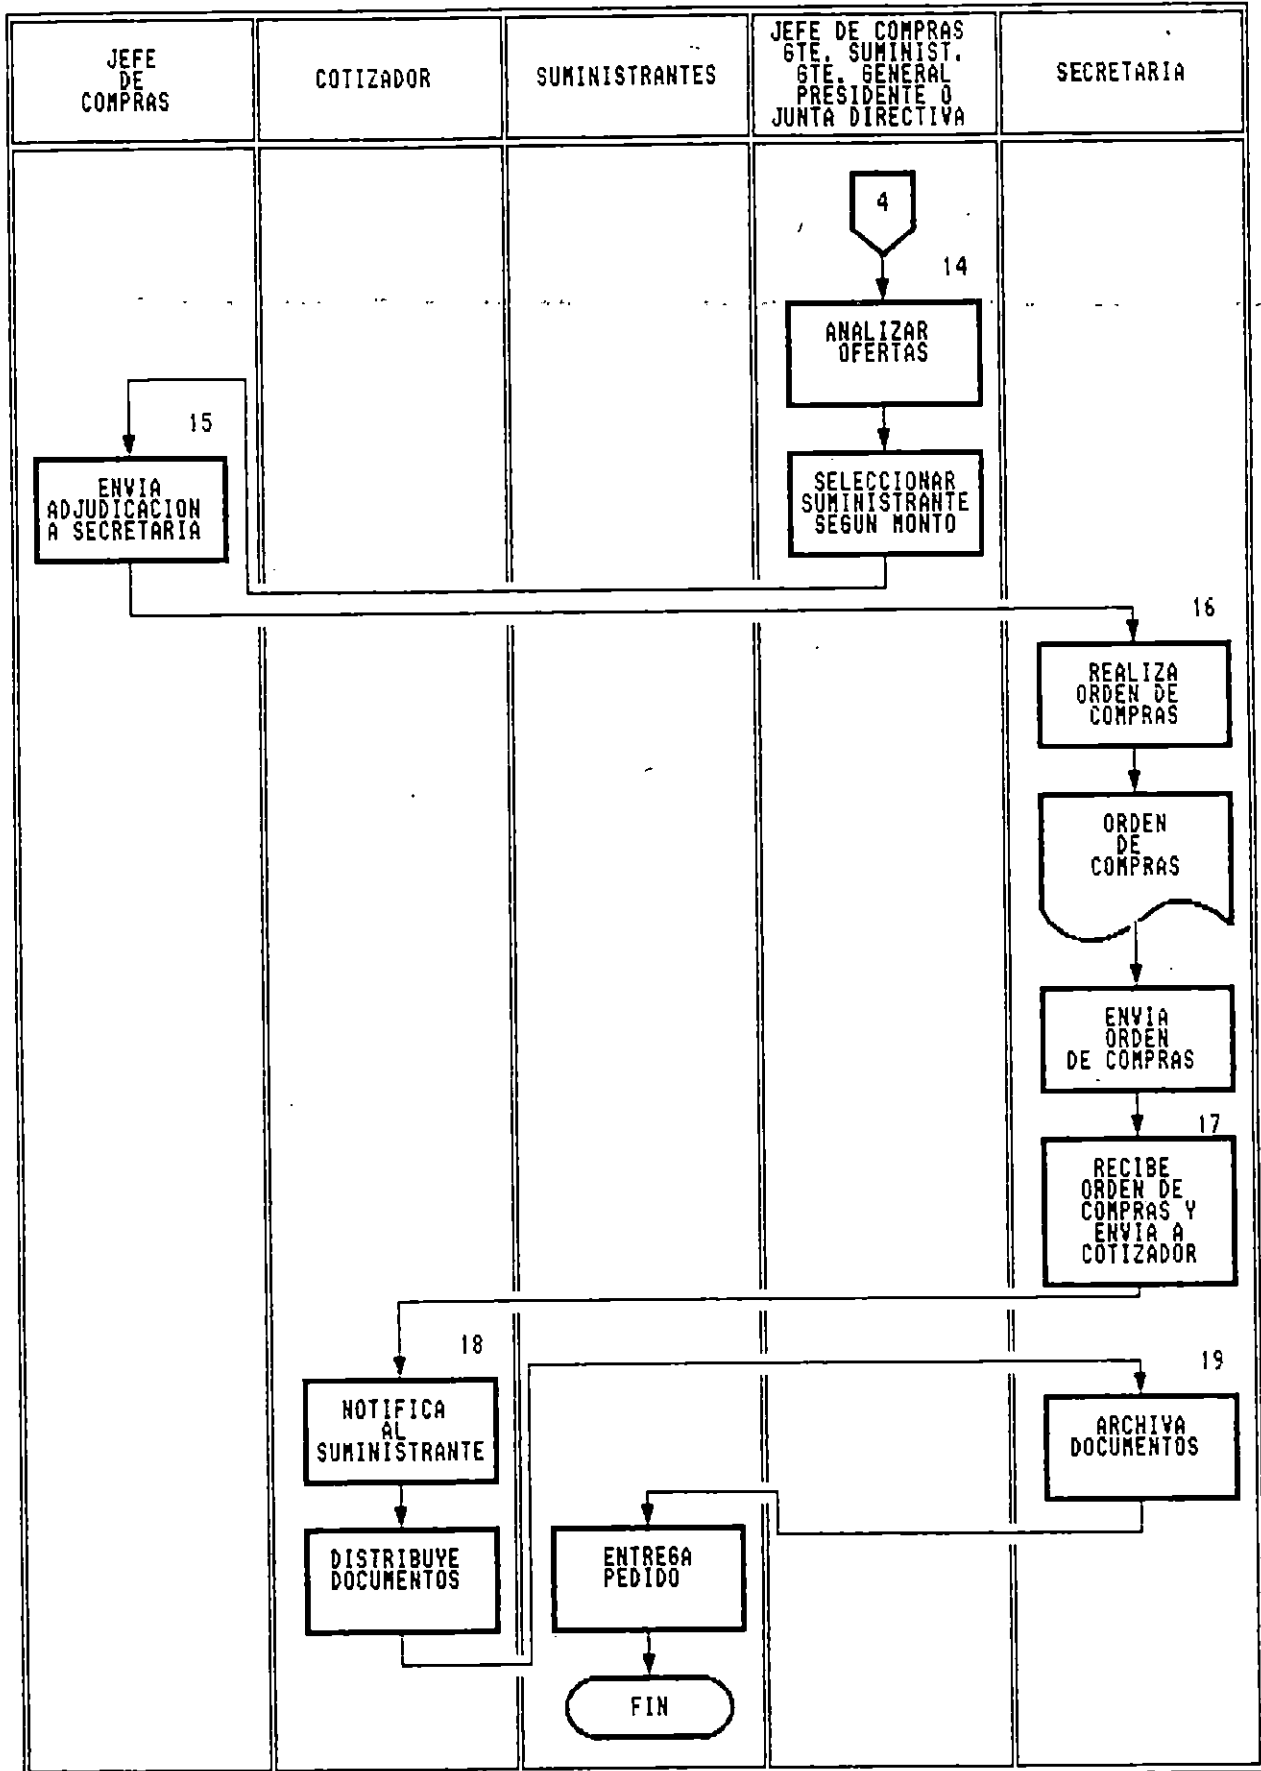 JEFE
DE
COMPRAS
COTIZADOR
SUMINISTRANTES
JEFE DE COMPRAS
GTE. SUMINIST.
GTE. GENERAL
PRESIDENTE O
JUNTA DIRECTIVA
SECRETARIA
4
14
ANALIZAR
OFERTAS
15
ENVIA
ADJUDICACION
A SECRETARIA
SELECCIONAR
SUMINISTRANTE
SEGUN MONTO
16
REALIZA
ORDEN DE
COMPRAS
ORDEN
DE
COMPRAS
ENVIA
ORDEN
DE COMPRAS
17
RECIBE
ORDEN DE
COMPRAS Y
ENVIA A
COTIZADOR
18
NOTIFICA
AL
SUMINISTRANTE
19
ARCHIVA
DOCUMENTOS
DISTRIBUYE
DOCUMENTOS
ENTREGA
PEDIDO
FIN